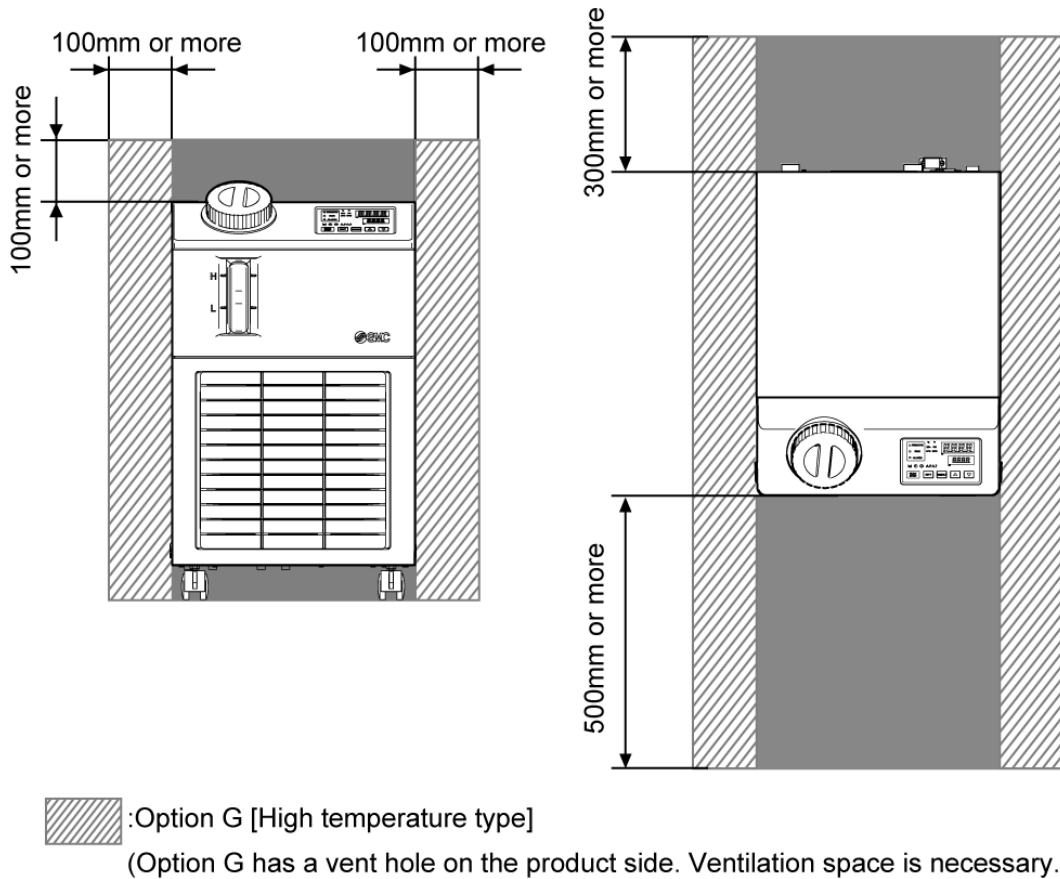 100mm or more
100mm or more
100mm or more
H
L
SMC
300mm or more
500mm or more
:Option G [High temperature type]
(Option G has a vent hole on the product side. Ventilation space is necessary.